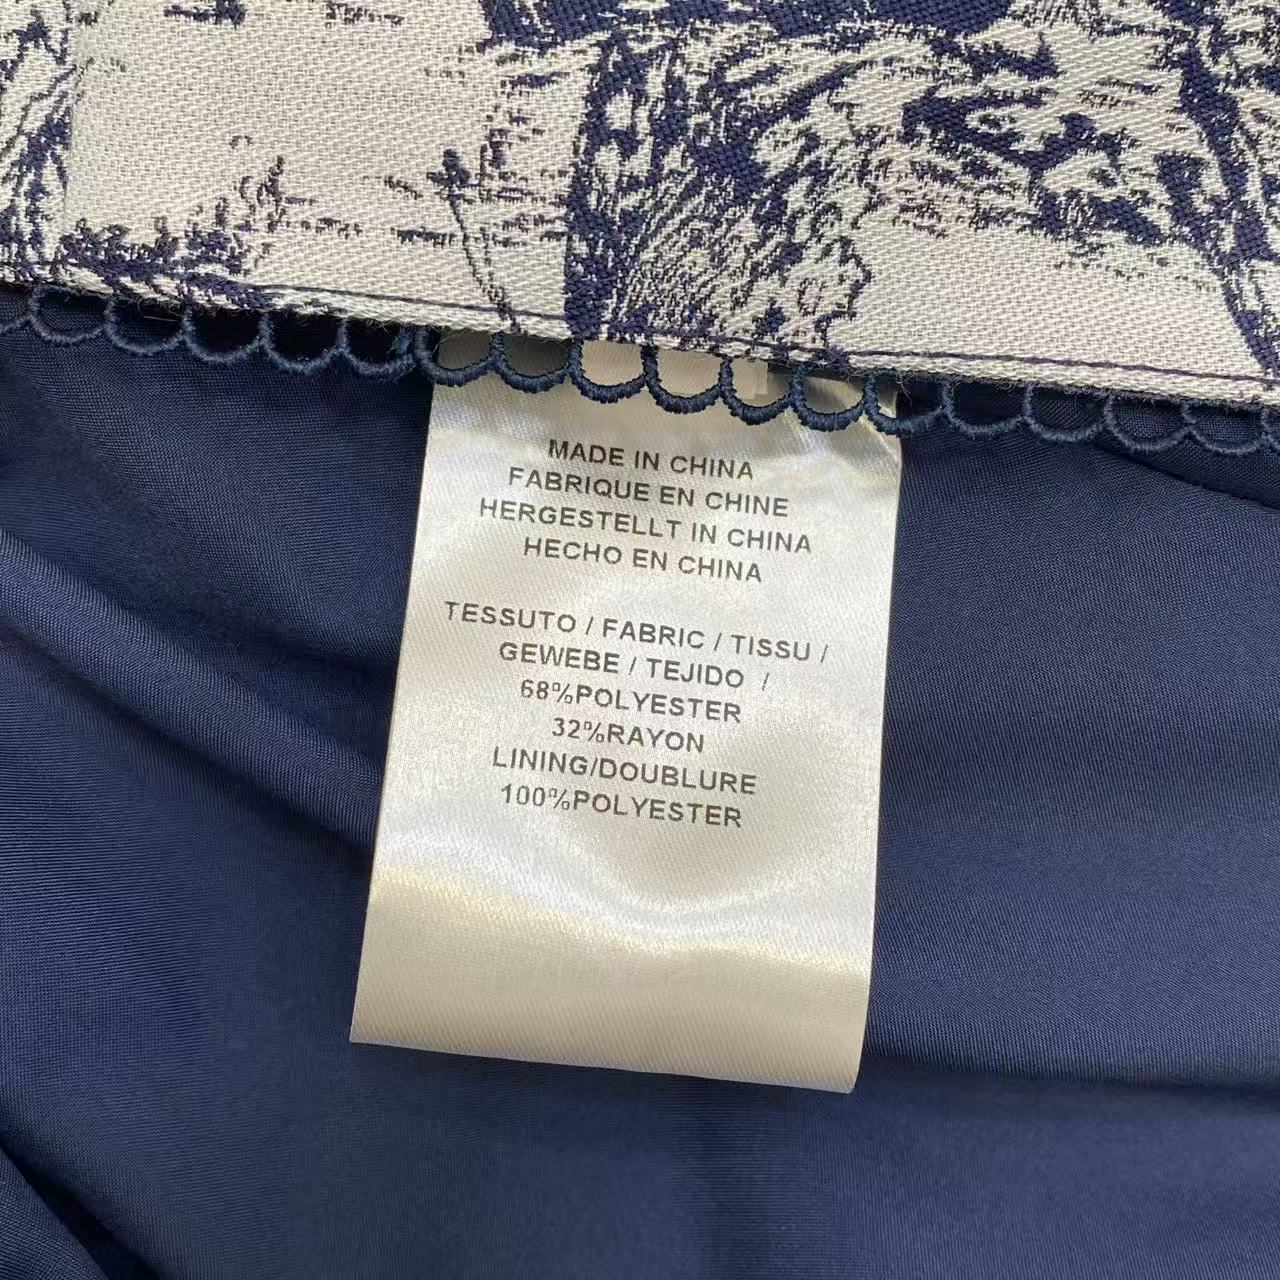 MADE IN CHINA
FABRIQUE EN CHINE
HERGESTELLT IN CHINA
HECHO EN CHINA
TESSUTO / FABRIC / TISSU /
GEWEBE / TEJIDO /
68%POLYESTER
32%RAYON
LINING/DOUBLURE
100%POLYESTER